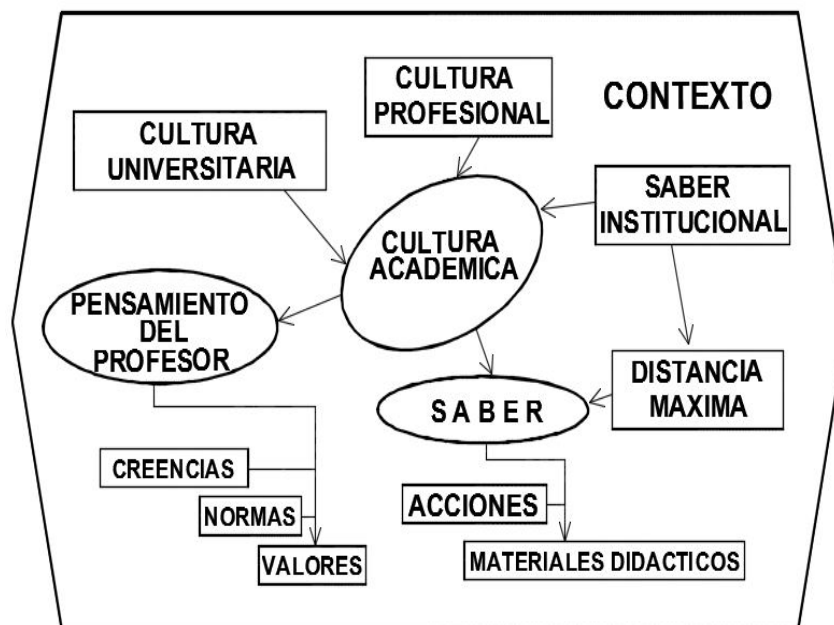 CULTURA
PROFESIONAL
CONTEXTO
CULTURA
UNIVERSITARIA
SABER
INSTITUCIONAL
CULTURA
ACADEMICA
PENSAMIENTO
DEL
PROFESOR
DISTANCIA
MAXIMA
S A B E R
CREENCIAS
NORMAS
VALORES
ACCIONES
MATERIALES DIDACTICOS